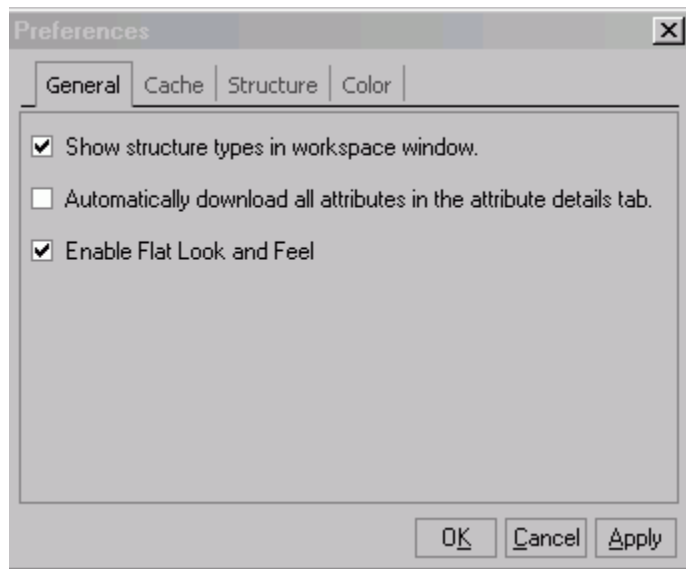 Preferences
General Cache Structure Color
Show structure types in workspace window.
Automatically download all attributes in the attribute details tab.
Enable Flat Look and Feel
OK Cancel Apply